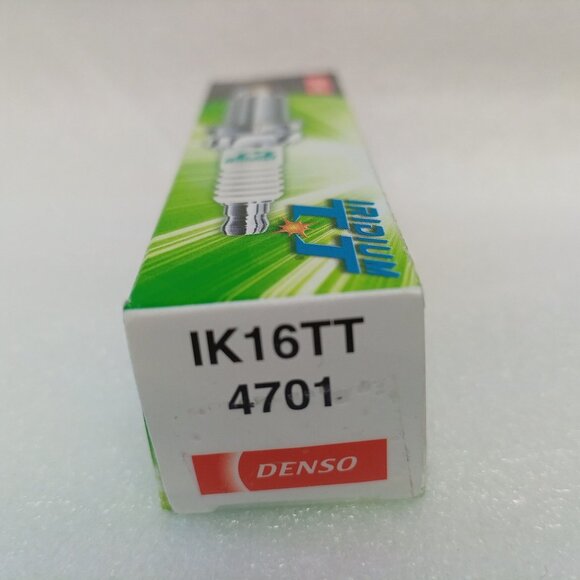 IRIDIUM
TT
IK16TT
4701
DENSO